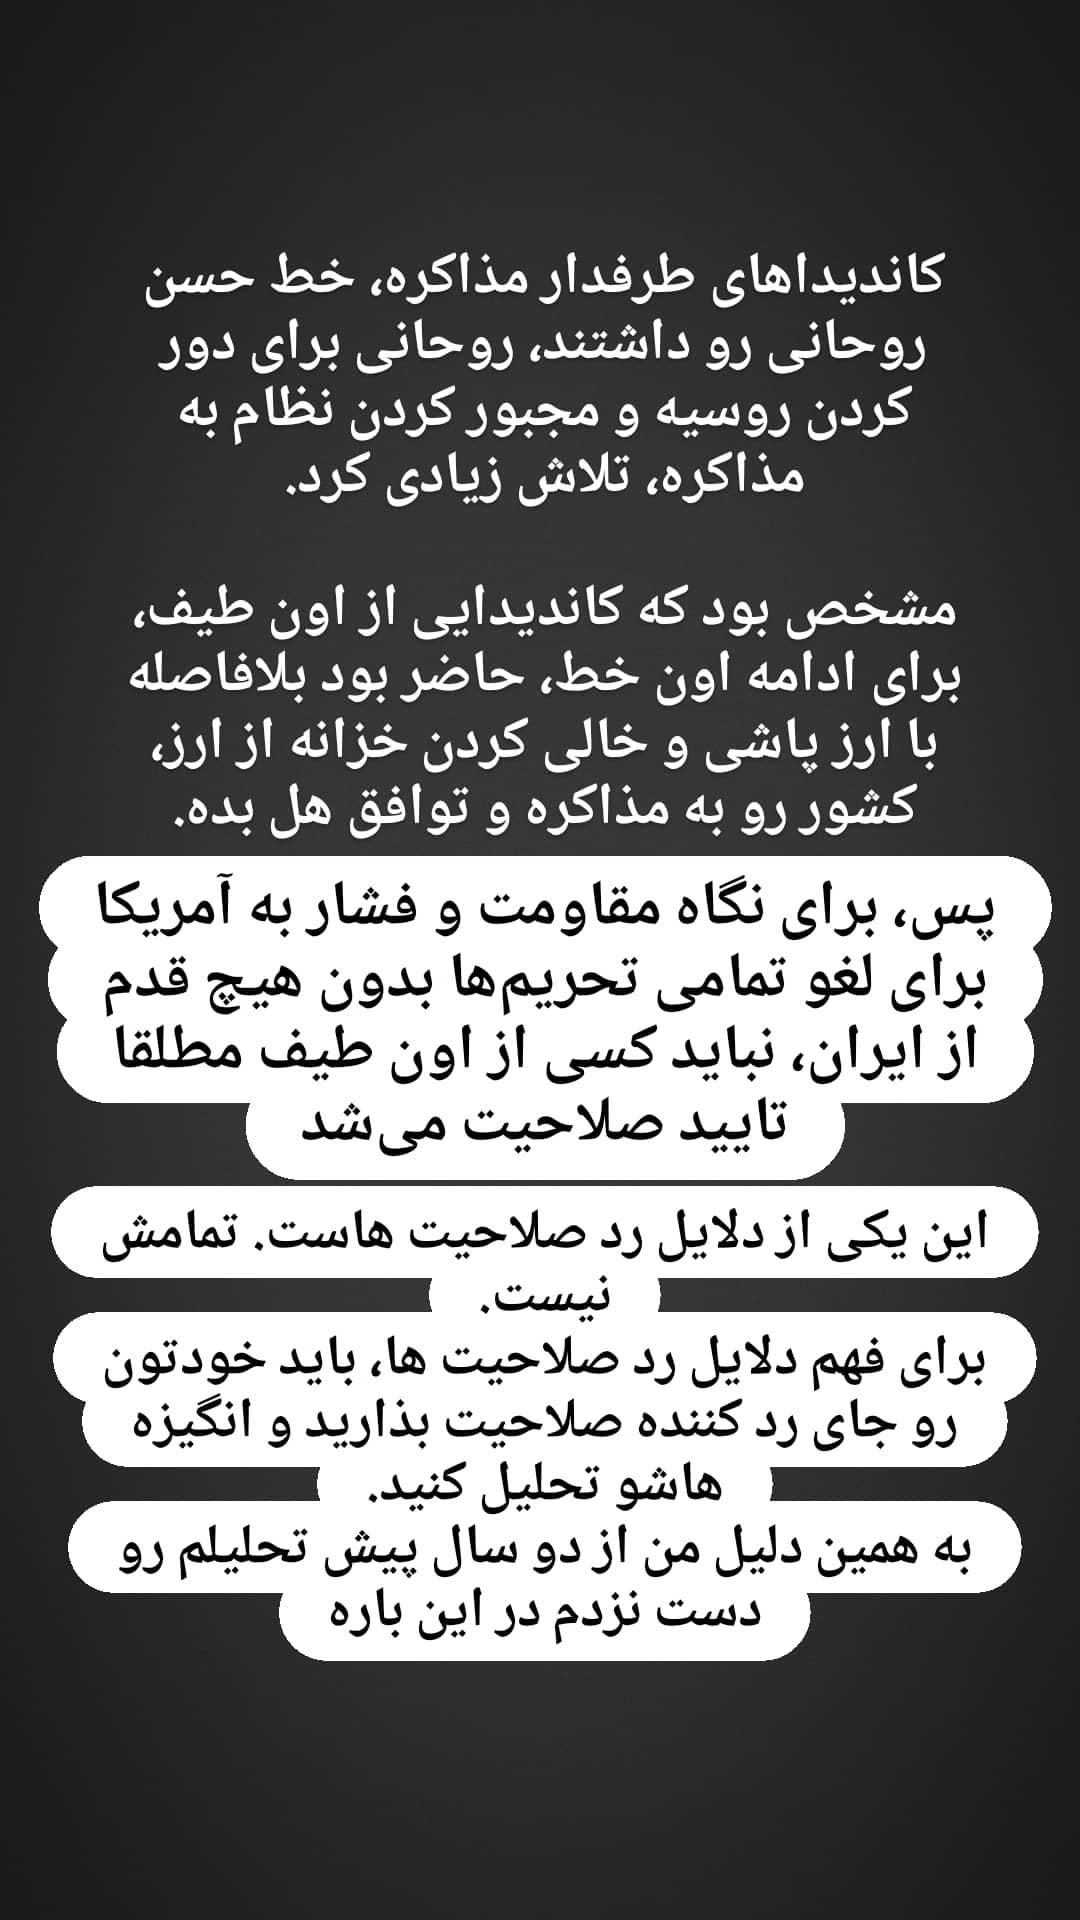 کاندیداهای طرفدار مذاکره، خط حسن
روحانی رو داشتند، روحانی برای دور
کردن روسیه و مجبور کردن نظام به
مذاکره، تلاش زیادی کرد.
مشخص بود که کاندیدایی از اون طیف،
برای ادامه اون خط، حاضر بود بلافاصله
با ارز پاشی و خالی کردن خزانه از ارز،
کشور رو به مذاکره و توافق هل بده.
پس، برای نگاه مقاومت و فشار به آمریکا
برای لغو تمامی تحریم‌ها بدون هیچ قدم
از ایران، نباید کسی از اون طیف مطلقا
تایید صلاحیت می‌شد
این یکی از دلایل رد صلاحیت هاست. تمامش
نیست.
برای فهم دلایل رد صلاحیت ها، باید خودتون
رو جای رد کننده صلاحیت بذارید و انگیزه
هاشو تحلیل کنید.
به همین دلیل من از دو سال پیش تحلیلم رو
دست نزدم در این باره